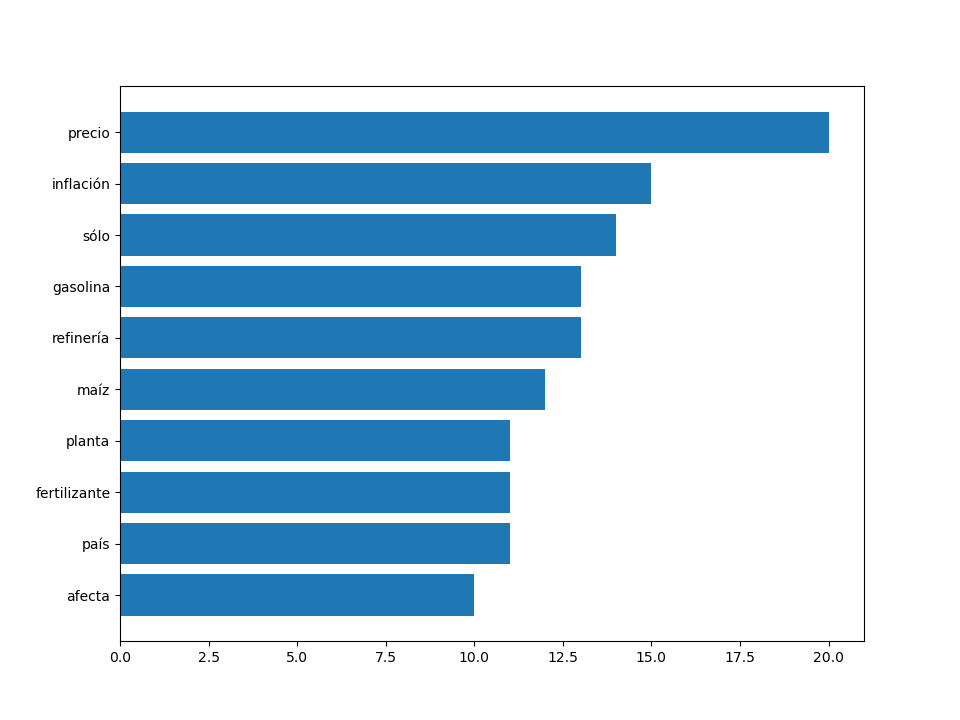 precio
inflación
sólo
gasolina
refinería
maíz
planta
fertilizante
país
afecta
0.0 2.5 5.0 7.5 10.0 12.5 15.0 17.5 20.0